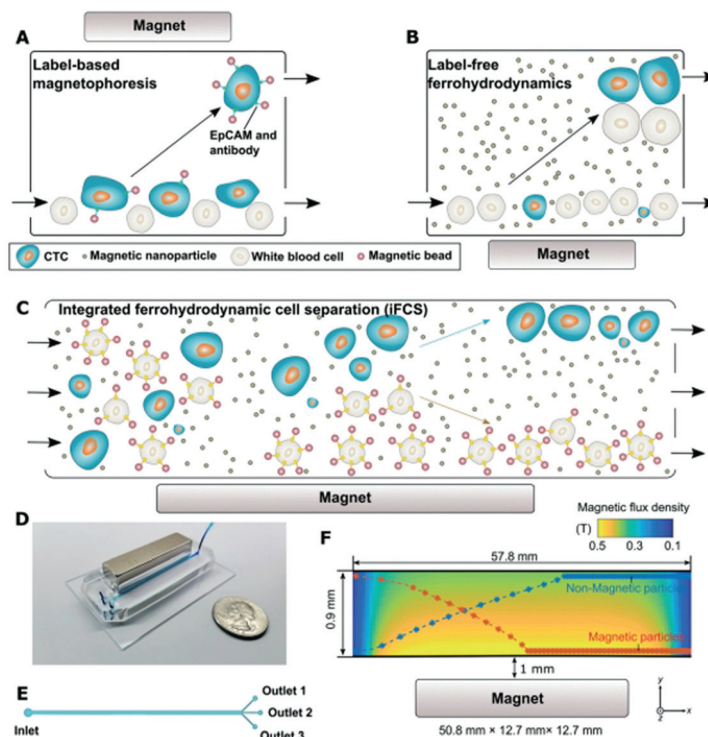 Magnet
A
Label-based
magnetophoresis
EpCAM and
antibody
B
Label-free
ferrohydrodynamics
Magnet
CTC Magnetic nanoparticle White blood cell Magnetic bead
C
Integrated ferrohydrodynamic cell separation (iFCS)
Magnet
D
E
Inlet
Outlet 1
Outlet 2
Outlet 3
F
Magnetic flux density
(T)
0.5 0.3 0.1
57.8 mm
0.9 mm
Non-Magnetic particles
Magnetic particles
1 mm
Magnet
50.8 mm × 12.7 mm× 12.7 mm
y
z
x